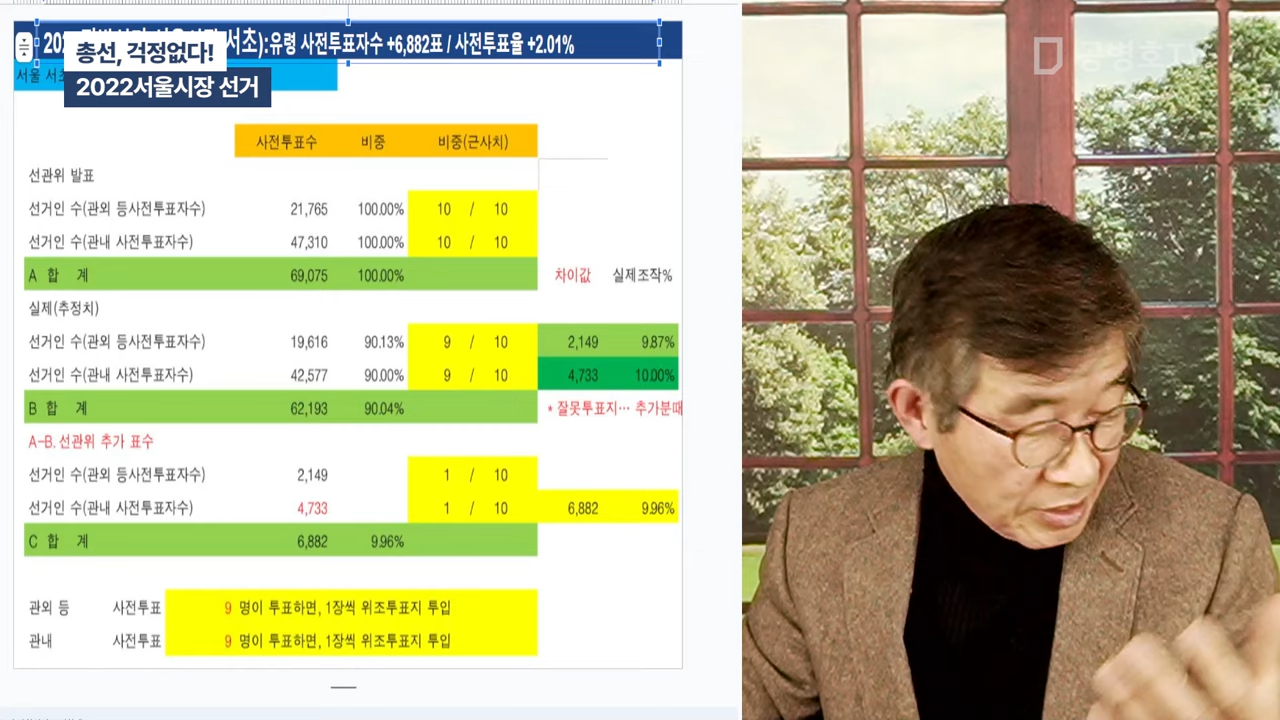 서초):유령 사전투표자수 +6,882표 / 사전투표율 +2.01%
총선, 걱정없다!
서울 서초
2022서울시장 선거
공병호TV
사전투표수 비중 비중(근사치)
선관위 발표
선거인 수(관외 등사전투표자수) 21,765 100.00% 10 / 10
선거인 수(관내 사전투표자수) 47,310 100.00% 10 / 10
A 합 계 69,075 100.00% 차이값 실제조작%
실제(추정치)
선거인 수(관외 등사전투표자수) 19,616 90.13% 9 / 10 2,149 9.87%
선거인 수(관내 사전투표자수) 42,577 90.00% 9 / 10 4,733 10.00%
B 합 계 62,193 90.04% * 잘못투표지… 추가분때
A-B. 선관위 추가 표수
선거인 수(관외 등사전투표자수) 2,149 1 / 10
선거인 수(관내 사전투표자수) 4,733 1 / 10 6,882 9.96%
C 합 계 6,882 9.96%
관외 등 사전투표 9 명이 투표하면, 1장씩 위조투표지 투입
관내 사전투표 9 명이 투표하면, 1장씩 위조투표지 투입